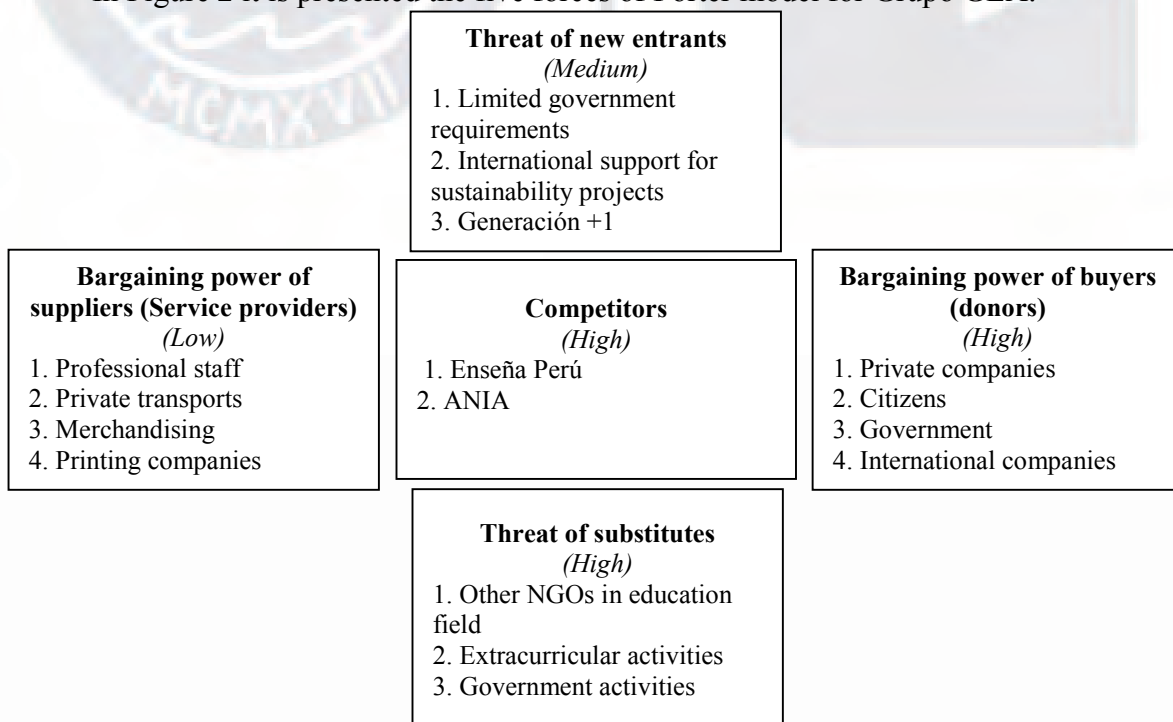 In Figure 2 it is presented the five forces of Porter model for Grupo GEA.
Threat of new entrants
(Medium)
1. Limited government
requirements
2. International support for
sustainability projects
3. Generación +1
Bargaining power of
suppliers (Service providers)
(Low)
1. Professional staff
2. Private transports
3. Merchandising
4. Printing companies
Competitors
(High)
1. Enseña Perú
2. ANIA
Bargaining power of buyers
(donors)
(High)
1. Private companies
2. Citizens
3. Government
4. International companies
Threat of substitutes
(High)
1. Other NGOs in education
field
2. Extracurricular activities
3. Government activities
MCMXVII